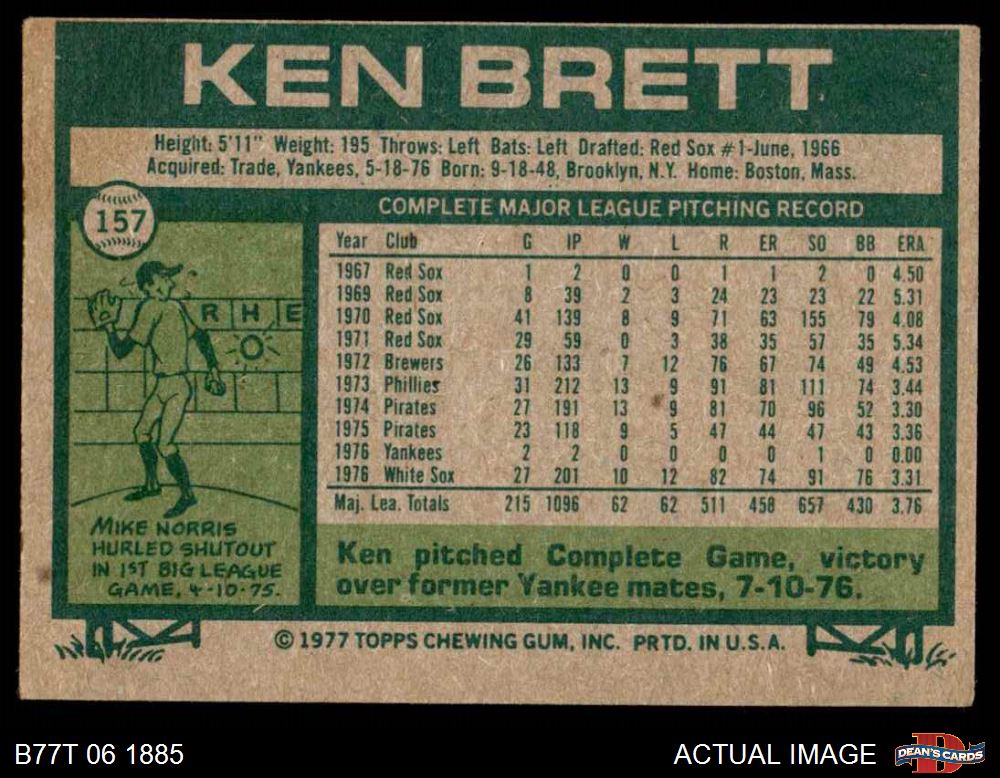 KEN BRETT
Height: 5'11" Weight: 195 Throws: Left Bats: Left Drafted: Red Sox #1-June, 1966
Acquired: Trade, Yankees, 5-18-76 Born: 9-18-48, Brooklyn, N.Y. Home: Boston, Mass.
157
COMPLETE MAJOR LEAGUE PITCHING RECORD
Year Club G IP W L R ER SO BB ERA
1967 Red Sox 1 2 0 0 1 1 2 0 4.50
1969 Red Sox 8 39 2 3 24 23 23 22 5.31
1970 Red Sox 41 139 8 9 71 63 155 79 4.08
1971 Red Sox 29 59 0 3 38 35 57 35 5.34
1972 Brewers 26 133 7 12 76 67 74 49 4.53
1973 Phillies 31 212 13 9 91 81 111 74 3.44
1974 Pirates 27 191 13 9 81 70 96 52 3.30
1975 Pirates 23 118 9 5 47 44 47 43 3.36
1976 Yankees 2 2 0 0 0 0 1 0 0.00
1976 White Sox 27 201 10 12 82 74 91 76 3.31
Maj. Lea. Totals 215 1096 62 62 511 458 657 430 3.76
R H E
0
MIKE NORRIS
HURLED SHUTOUT
IN 1ST BIG LEAGUE
GAME, 4-10-75.
Ken pitched Complete Game, victory
over former Yankee mates, 7-10-76.
© 1977 TOPPS CHEWING GUM, INC. PRTD. IN U.S.A.
B77T 06 1885
ACTUAL IMAGE
D
DEAN'S CARDS